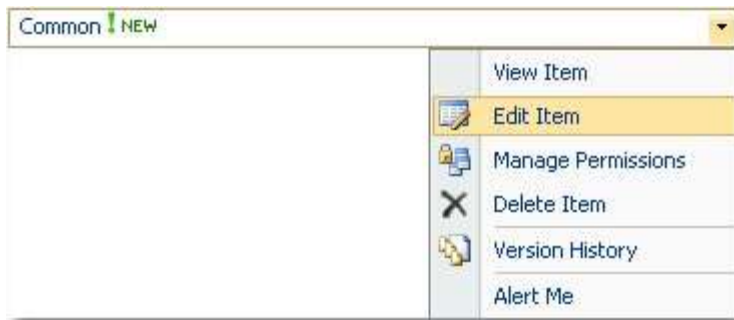 Common ! NEW
View Item
Edit Item
Manage Permissions
Delete Item
Version History
Alert Me